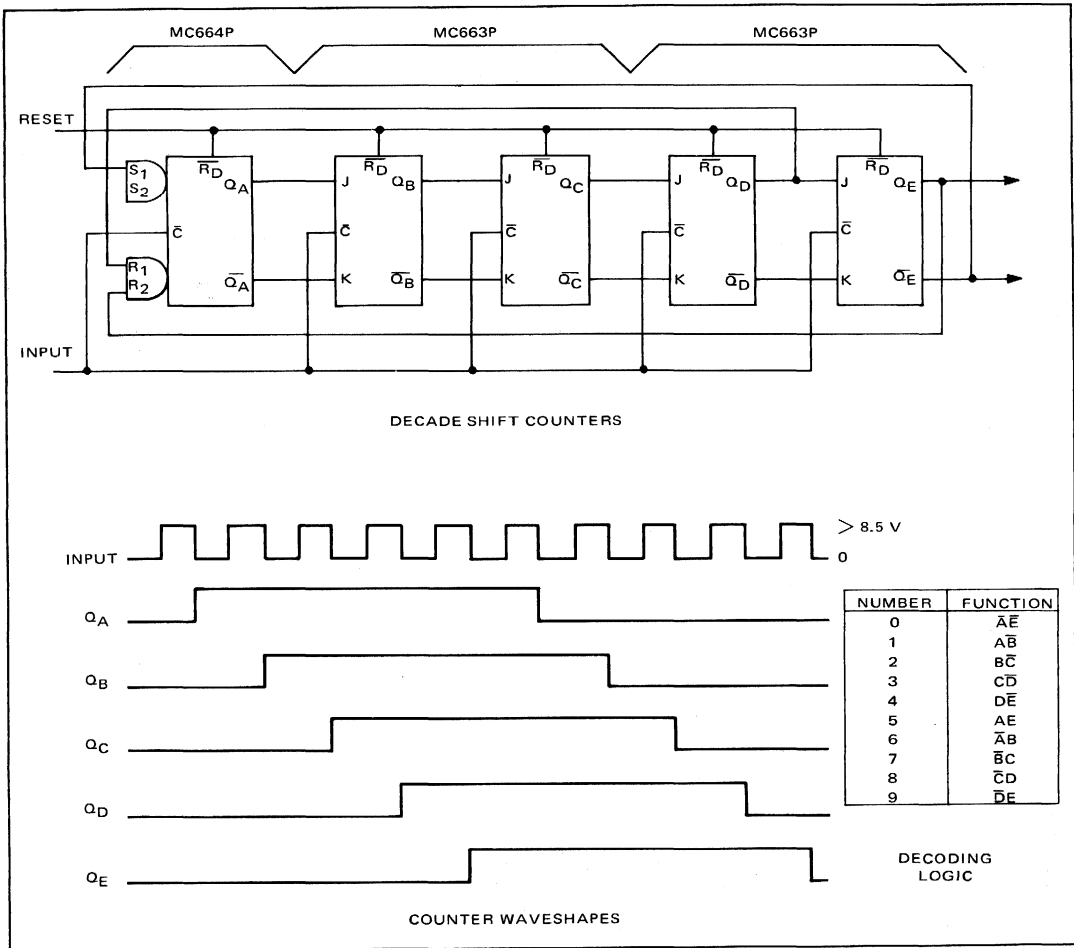 MC664P MC663P MC663P
RESET
S1 R̅D̅ QA J R̅D̅ QB J R̅D̅ QC J R̅D̅ QD J R̅D̅ QE
S2
C̅ C̅ C̅ C̅ C̅
R1
R2 Q̅A̅ K Q̅B̅ K Q̅C̅ K Q̅D̅ K Q̅E̅
INPUT
DECADE SHIFT COUNTERS
INPUT > 8.5 V
0
QA
QB
QC
QD
QE
COUNTER WAVESHAPES
NUMBER FUNCTION
0 A̅E̅
1 AB̅
2 BC̅
3 CD̅
4 DE̅
5 AE
6 A̅B
7 B̅C
8 C̅D
9 D̅E
DECODING
LOGIC